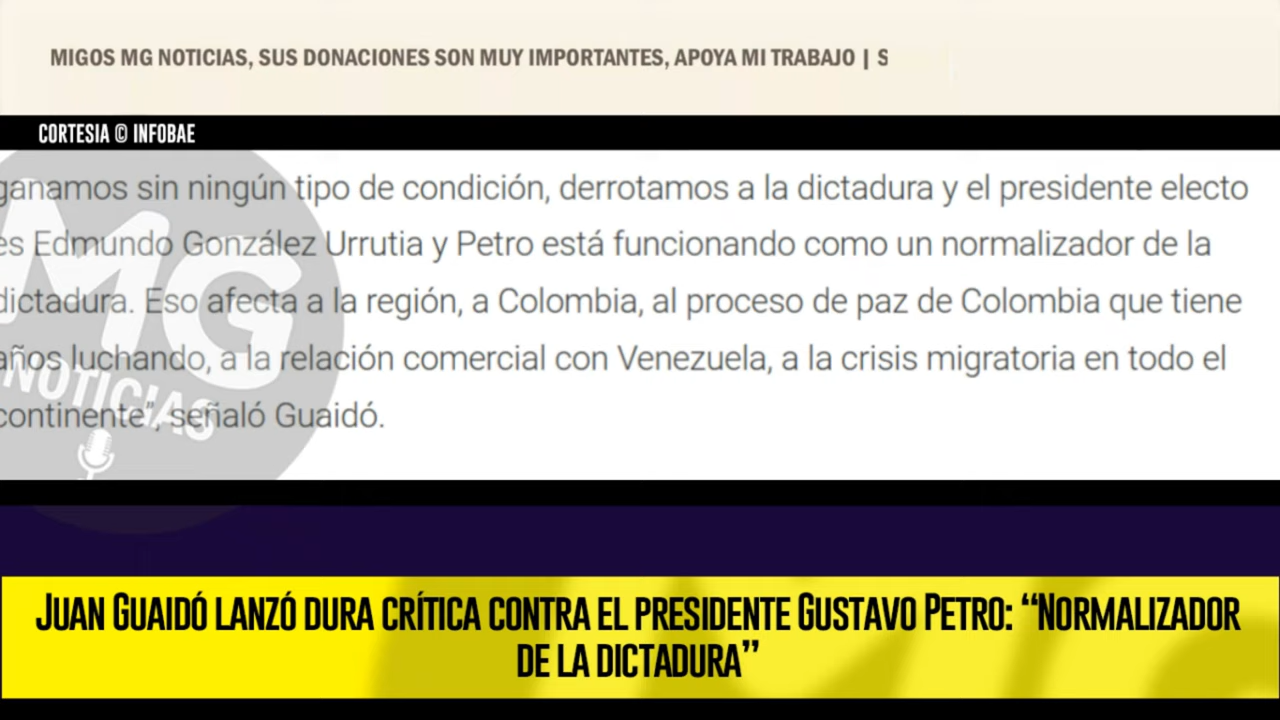 MIGOS MG NOTICIAS, SUS DONACIONES SON MUY IMPORTANTES, APOYA MI TRABAJO | S
CORTESIA © INFOBAE
ganamos sin ningún tipo de condición, derrotamos a la dictadura y el presidente electo
es Edmundo González Urrutia y Petro está funcionando como un normalizador de la
dictadura. Eso afecta a la región, a Colombia, al proceso de paz de Colombia que tiene
años luchando, a la relación comercial con Venezuela, a la crisis migratoria en todo el
continente", señaló Guaidó.
MG
NOTICIAS
JUAN GUAIDÓ LANZÓ DURA CRÍTICA CONTRA EL PRESIDENTE GUSTAVO PETRO: “NORMALIZADOR
DE LA DICTADURA”